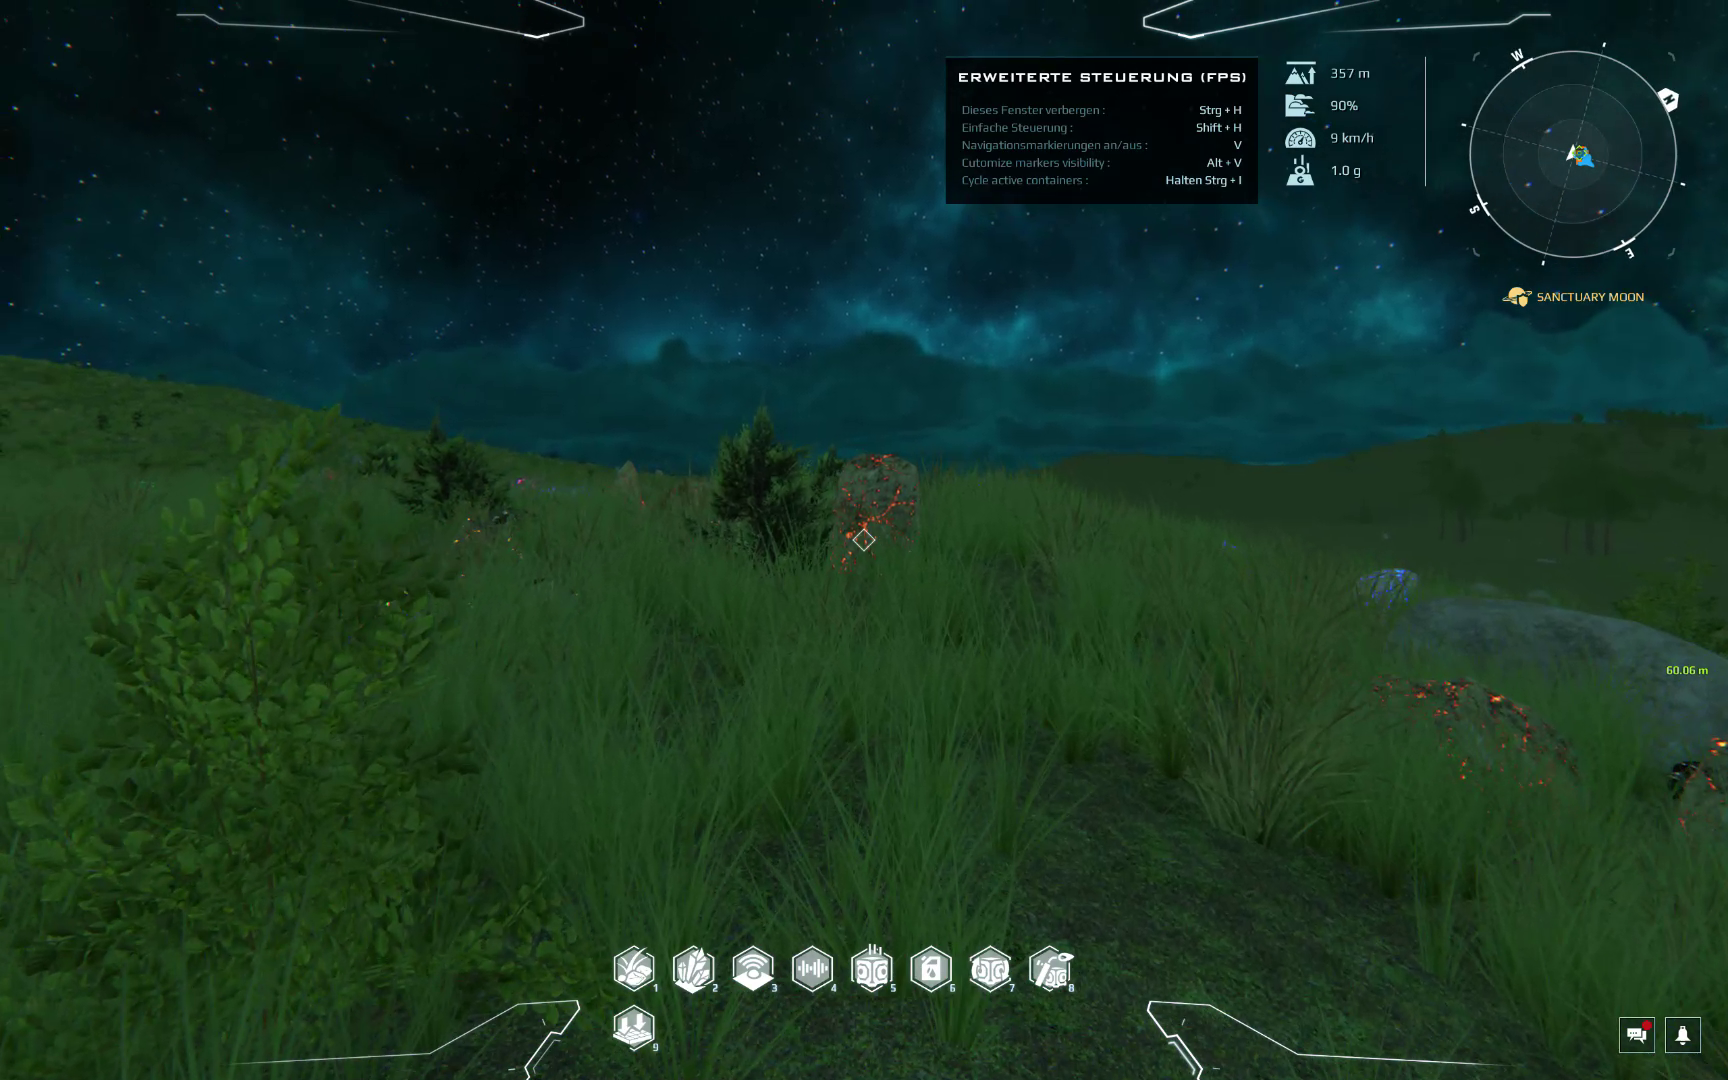 ERWEITERTE STEUERUNG (FPS)
Dieses Fenster verbergen : Strg + H
Einfache Steuerung : Shift + H
Navigationsmarkierungen an/aus : V
Cutomize markers visibility : Alt + V
Cycle active containers : Halten Strg + I
357 m
90%
9 km/h
G
1.0 g
W
N
S
E
SANCTUARY MOON
60.06 m
1
2
3
4
5
6
7
8
9